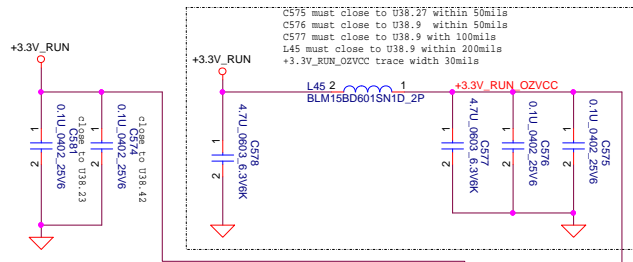 C575 must close to U38.27 within 50mils
C576 must close to U38.9 within 50mils
C577 must close to U38.9 with 100mils
L45 must close to U38.9 within 200mils
+3.3V_RUN_OZVCC trace width 30mils
+3.3V_RUN
+3.3V_RUN
L45
2
1
BLM15BD601SN1D_2P
+3.3V_RUN_OZVCC
1
2
close to U38.23
C581
0.1U_0402_25V6
1
2
close to U38.42
C574
0.1U_0402_25V6
1
2
C578
4.7U_0603_6.3V6K
1
2
C577
4.7U_0603_6.3V6K
1
2
C576
0.1U_0402_25V6
1
2
C575
0.1U_0402_25V6